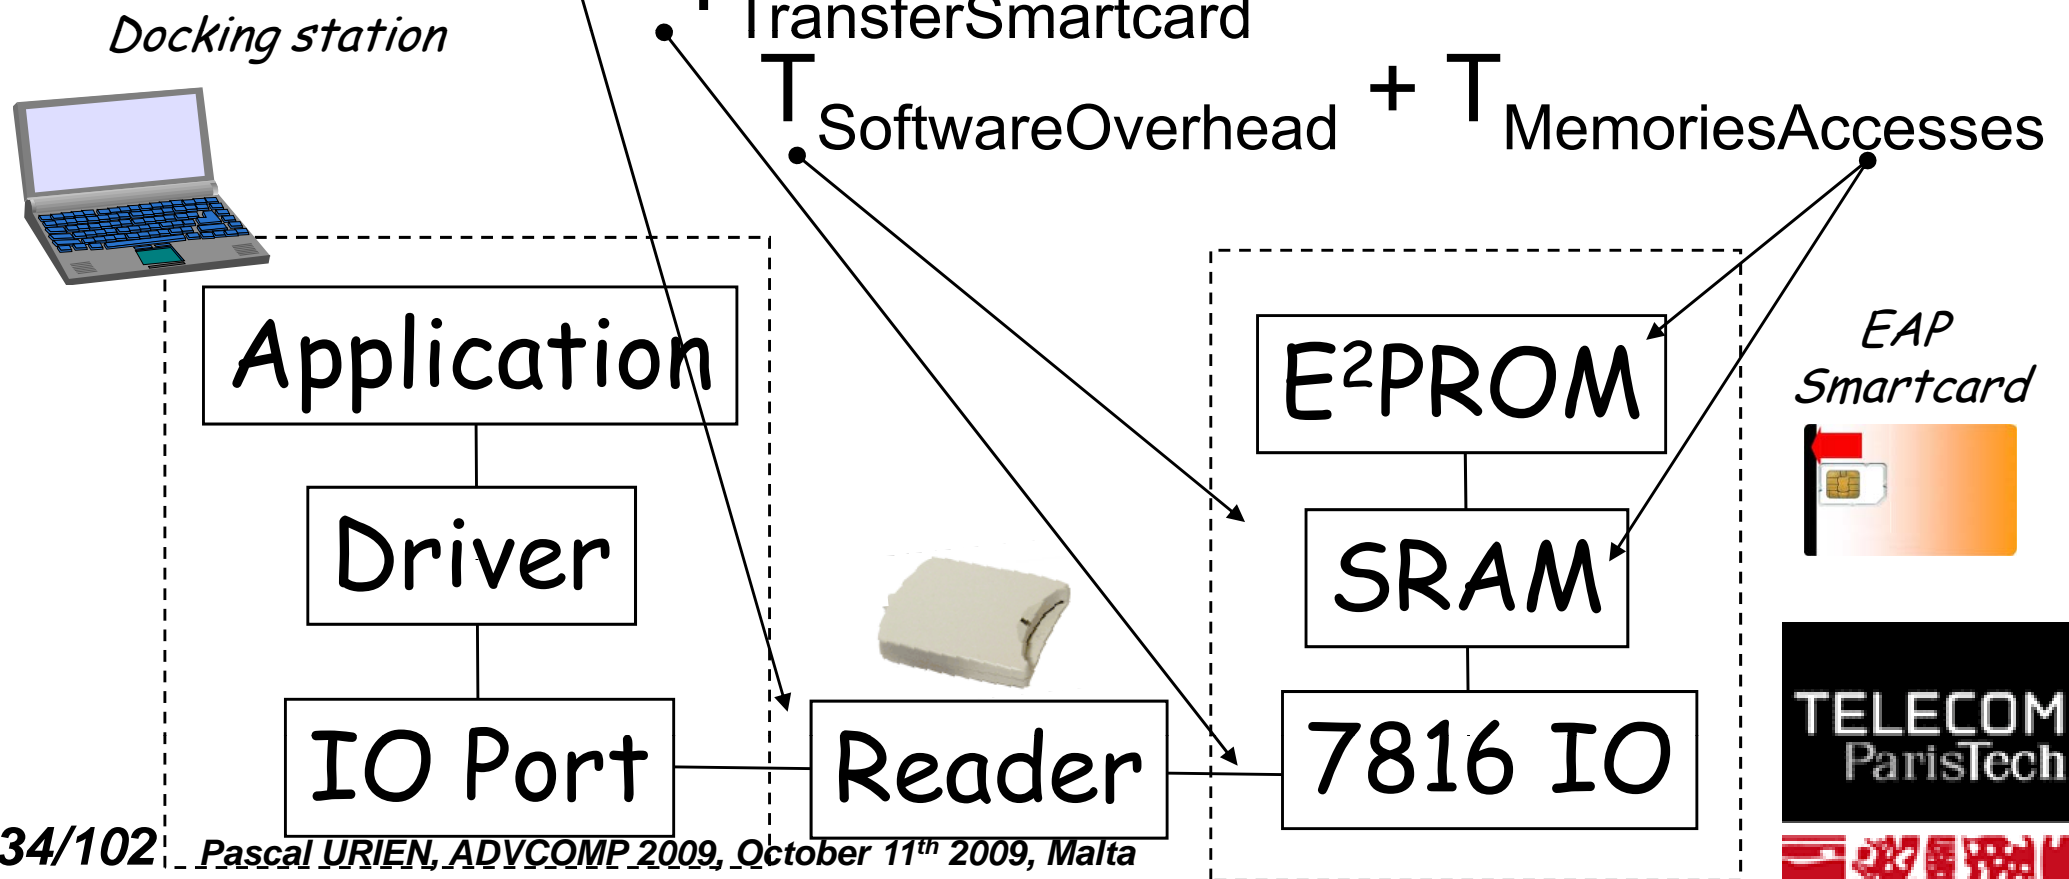 TransferSmartcard
Docking station
T SoftwareOverhead + T MemoriesAccesses
Application
E²PROM
EAP
Smartcard
Driver
SRAM
IO Port
Reader
7816 IO
TELECOM
ParisTech
34/102
Pascal URIEN, ADVCOMP 2009, October 11th 2009, Malta